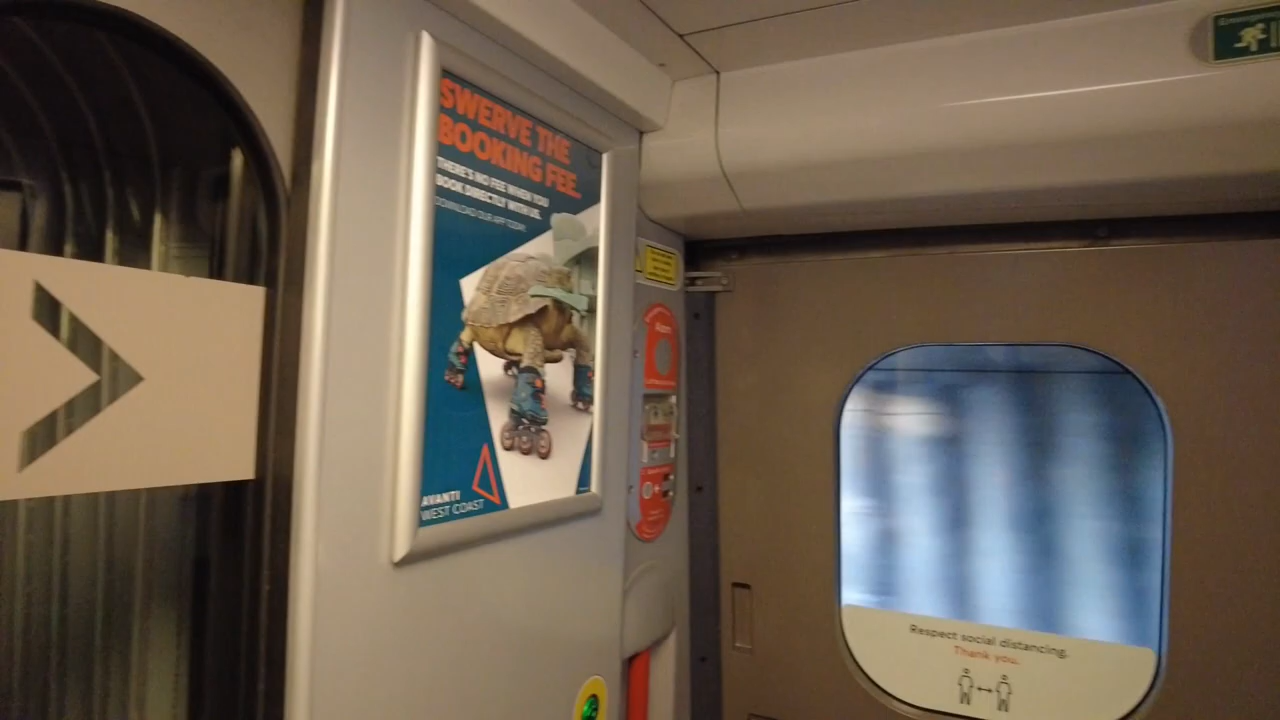 SWERVE THE
BOOKING FEE.
THERE'S NO FEE WHEN YOU
BOOK DIRECTLY WITH US.
DOWNLOAD OUR APP TODAY.
AVANTI
WEST COAST
Alarm
Respect social distancing.
Thank you.